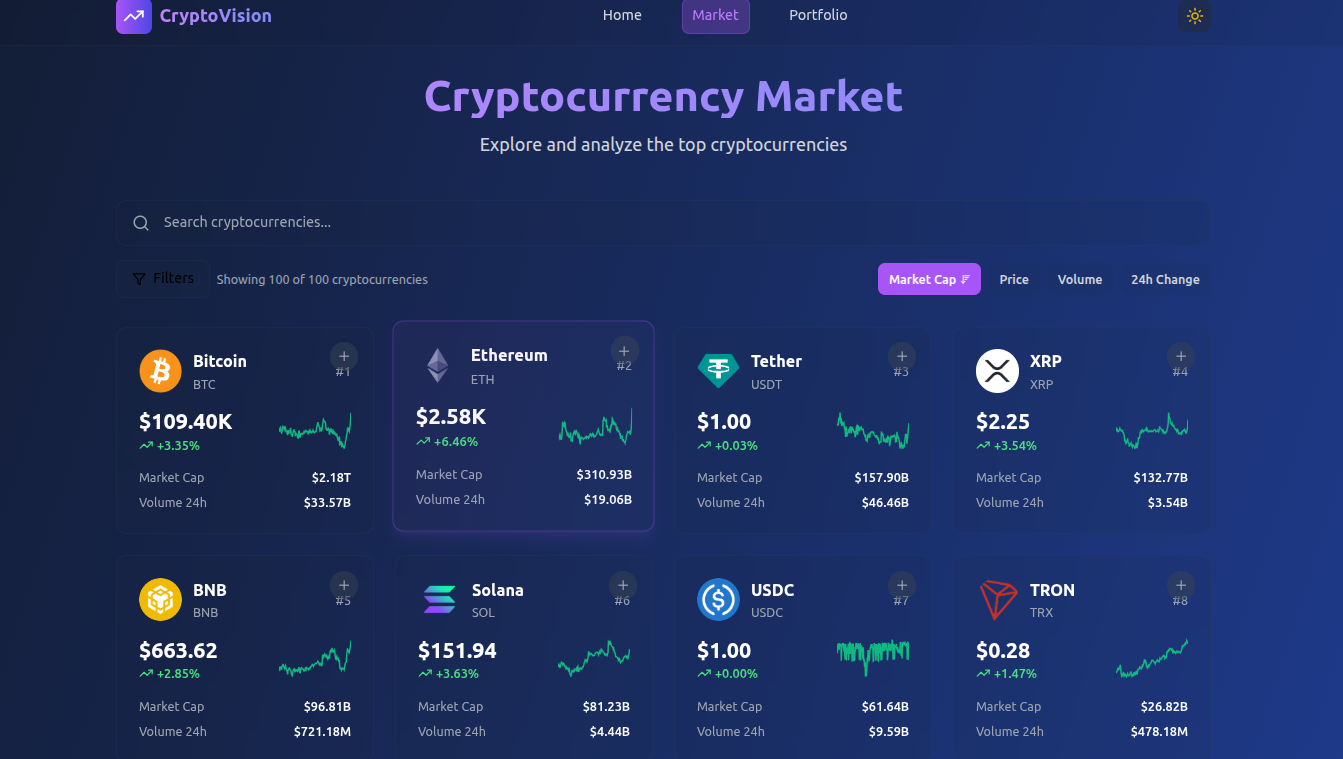 CryptoVision Home Market Portfolio
Cryptocurrency Market
Explore and analyze the top cryptocurrencies
Search cryptocurrencies...
Filters Showing 100 of 100 cryptocurrencies Market Cap Price Volume 24h Change
Bitcoin
BTC
#1
$109.40K
+3.35%
Market Cap $2.18T
Volume 24h $33.57B
Ethereum
ETH
#2
$2.58K
+6.46%
Market Cap $310.93B
Volume 24h $19.06B
Tether
USDT
#3
$1.00
+0.03%
Market Cap $157.90B
Volume 24h $46.46B
XRP
XRP
#4
$2.25
+3.54%
Market Cap $132.77B
Volume 24h $3.54B
BNB
BNB
#5
$663.62
+2.85%
Market Cap $96.81B
Volume 24h $721.18M
Solana
SOL
#6
$151.94
+3.63%
Market Cap $81.23B
Volume 24h $4.44B
USDC
USDC
#7
$1.00
+0.00%
Market Cap $61.64B
Volume 24h $9.59B
TRON
TRX
#8
$0.28
+1.47%
Market Cap $26.82B
Volume 24h $478.18M